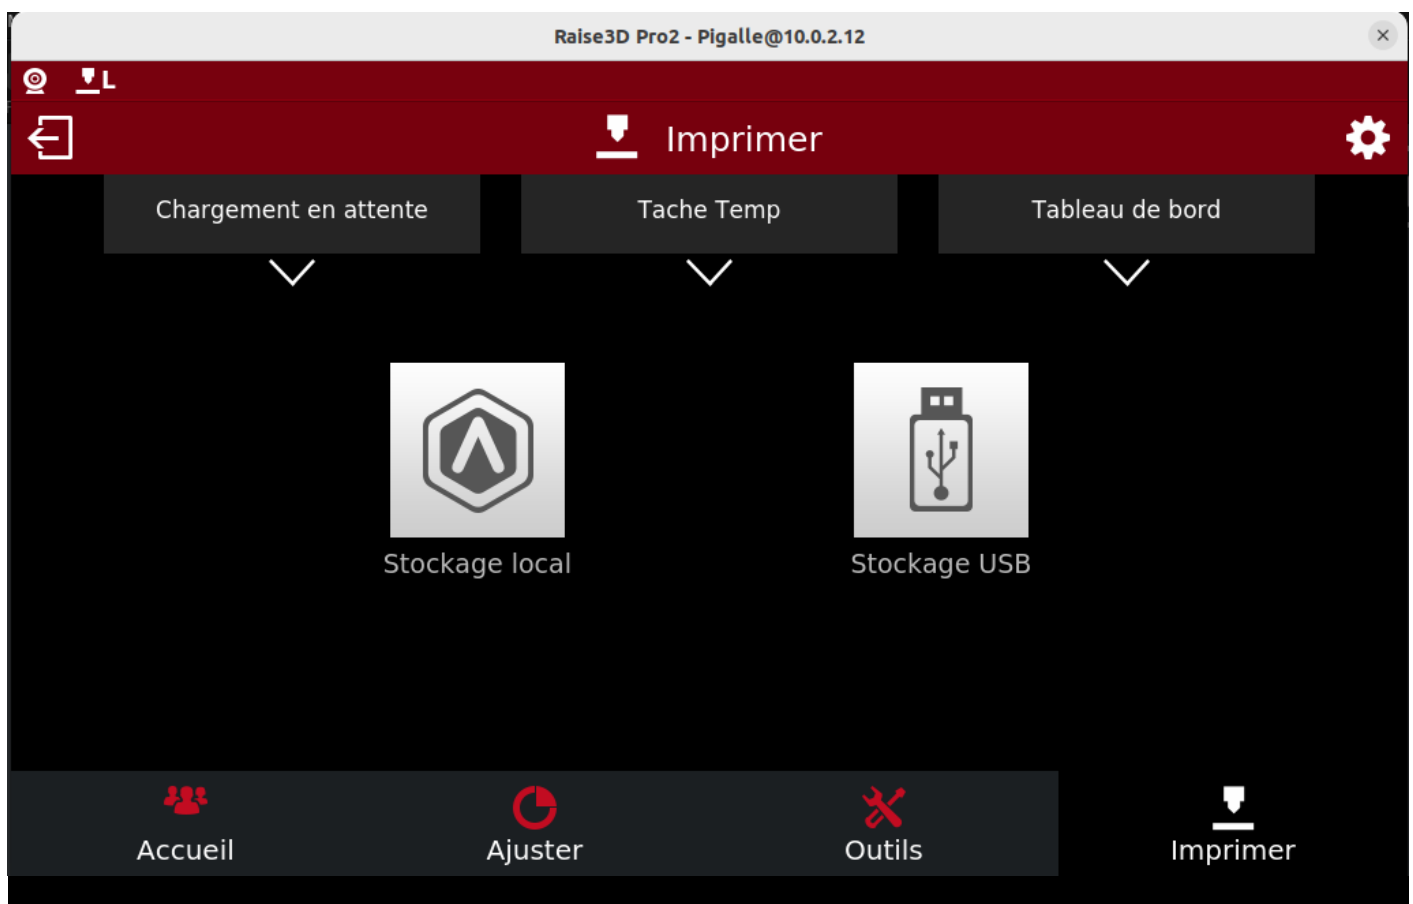 Raise3D Pro2 - Pigalle@10.0.2.12
L
Imprimer
Chargement en attente
Tache Temp
Tableau de bord
Stockage local
Stockage USB
Accueil
Ajuster
Outils
Imprimer